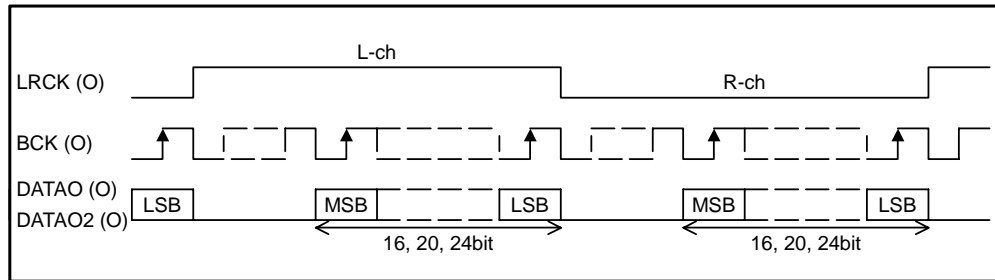 L-ch
LRCK (O)
R-ch
BCK (O)
DATAO (O)
DATAO2 (O)
LSB
MSB
LSB
MSB
LSB
16, 20, 24bit
16, 20, 24bit